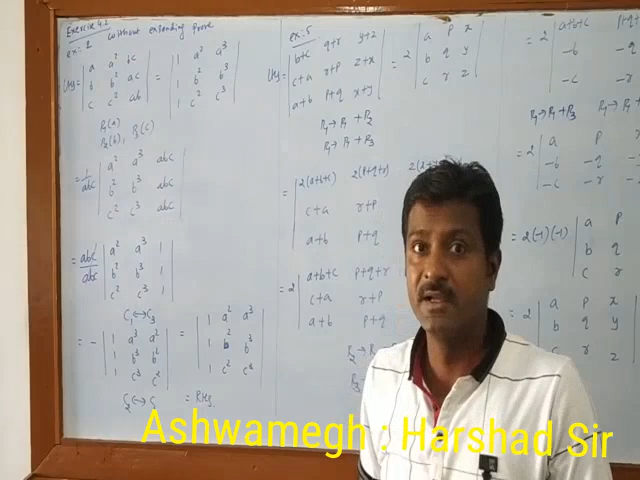 Exercise 4.2 without extending prove
ex: 2
LHS = | a a² bc | = | 1 a² a³ |
| b b² ac | | 1 b² b³ |
| c c² ab | | 1 c² c³ |
R₁(a)
R₂(b), R₃(c)
= 1/abc | a² a³ abc |
| b² b³ abc |
| c² c³ abc |
= abc/abc | a² a³ 1 |
| b² b³ 1 |
| c² c³ 1 |
C₁↔C₃
= - | 1 a³ a² | = | 1 a² a³ |
| 1 b³ b² | | 1 b² b³ |
| 1 c³ c² | | 1 c² c³ |
C₂↔C = RHS
ex: 5
LHS = | b+c q+r y+z | = 2 | a p x |
| c+a r+p z+x | | b q y |
| a+b p+q x+y | | c r z |
R₁→R₁+R₂
R₁→R₁+R₃
= | 2(a+b+c) 2(p+q+r)
| c+a r+p
| a+b p+q
= 2 | a+b+c p+q+r
| c+a r+p
| a+b p+q
R₂→R
R₃
= 2 | a+b+c p+q+
| -b -q
| -c -r
R₁→R₁+R₃
= 2 | a p
| -b -q
| -c -r
= 2(-1)(-1) | a p
| b q
| c r
= 2 | a p x
| b q y
| c r z
Ashwamegh : Harshad Sir